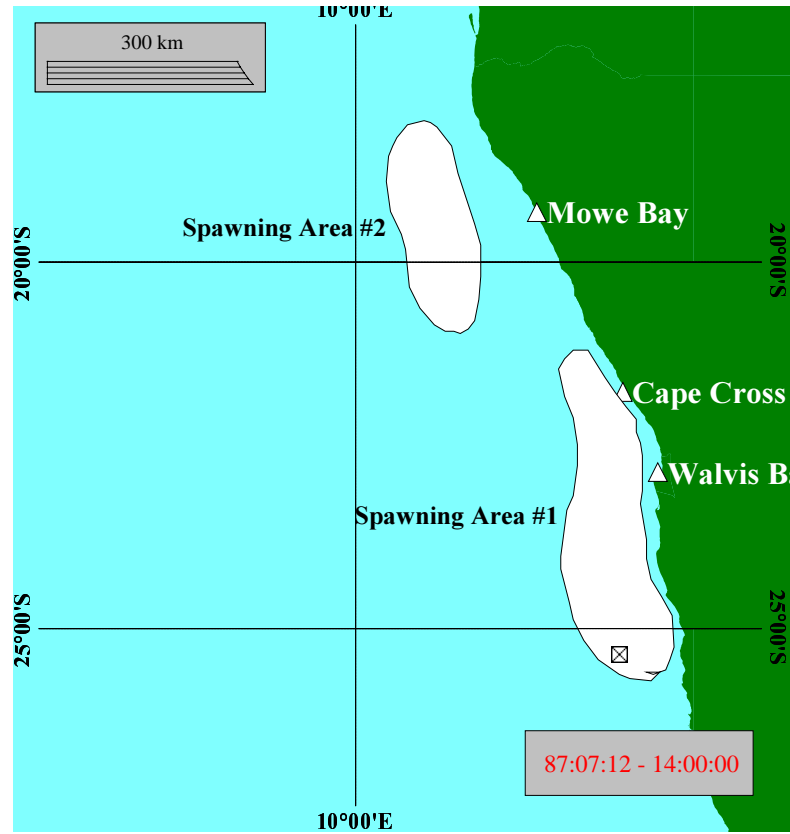 10°00'E
300 km
Mowe Bay
Spawning Area #2
20°00'S
20°00'S
Cape Cross
Walvis Ba
Spawning Area #1
25°00'S
25°00'S
87:07:12 - 14:00:00
10°00'E